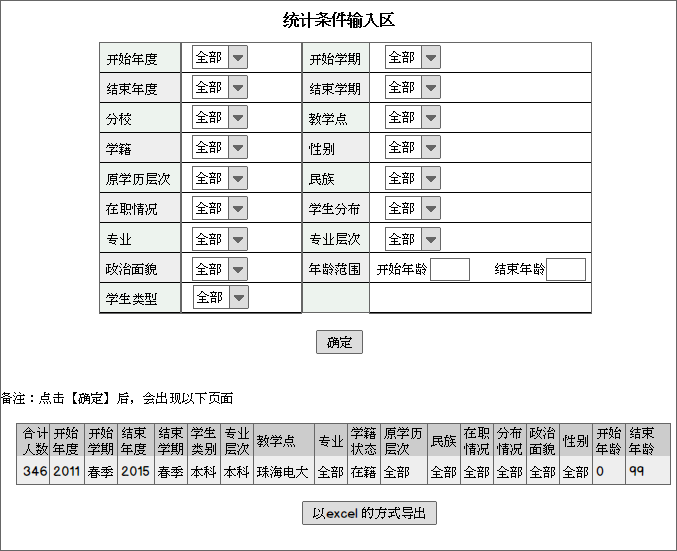 统计条件输入区
开始年度 全部 开始学期 全部
结束年度 全部 结束学期 全部
分校 全部 教学点 全部
学籍 全部 性别 全部
原学历层次 全部 民族 全部
在职情况 全部 学生分布 全部
专业 全部 专业层次 全部
政治面貌 全部 年龄范围 开始年龄 结束年龄
学生类型 全部
确定
备注：点击【确定】后，会出现以下页面
合计人数 开始年度 开始学期 结束年度 结束学期 学生类别 专业层次 教学点 专业 学籍状态 原学历层次 民族 在职情况 分布情况 政治面貌 性别 开始年龄 结束年龄
346 2011 春季 2015 春季 本科 本科 珠海电大 全部 在籍 全部 全部 全部 全部 全部 全部 0 99
以excel的方式导出